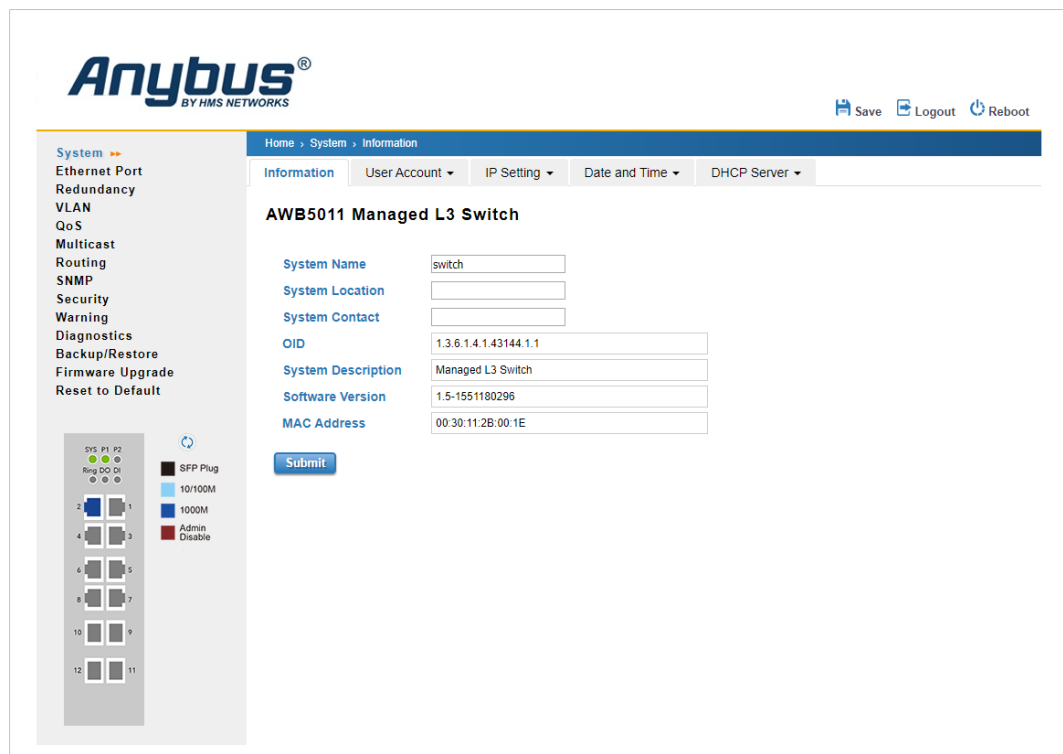 Anybus®
BY HMS NETWORKS
Save Logout Reboot
System
Ethernet Port
Redundancy
VLAN
QoS
Multicast
Routing
SNMP
Security
Warning
Diagnostics
Backup/Restore
Firmware Upgrade
Reset to Default
SYS P1 P2
Ring DO DI
2 1
4 3
6 5
8 7
10 9
12 11
SFP Plug
10/100M
1000M
Admin
Disable
Home › System › Information
Information User Account IP Setting Date and Time DHCP Server
AWB5011 Managed L3 Switch
System Name switch
System Location
System Contact
OID 1.3.6.1.4.1.43144.1.1
System Description Managed L3 Switch
Software Version 1.5-1551180296
MAC Address 00:30:11:2B:00:1E
Submit